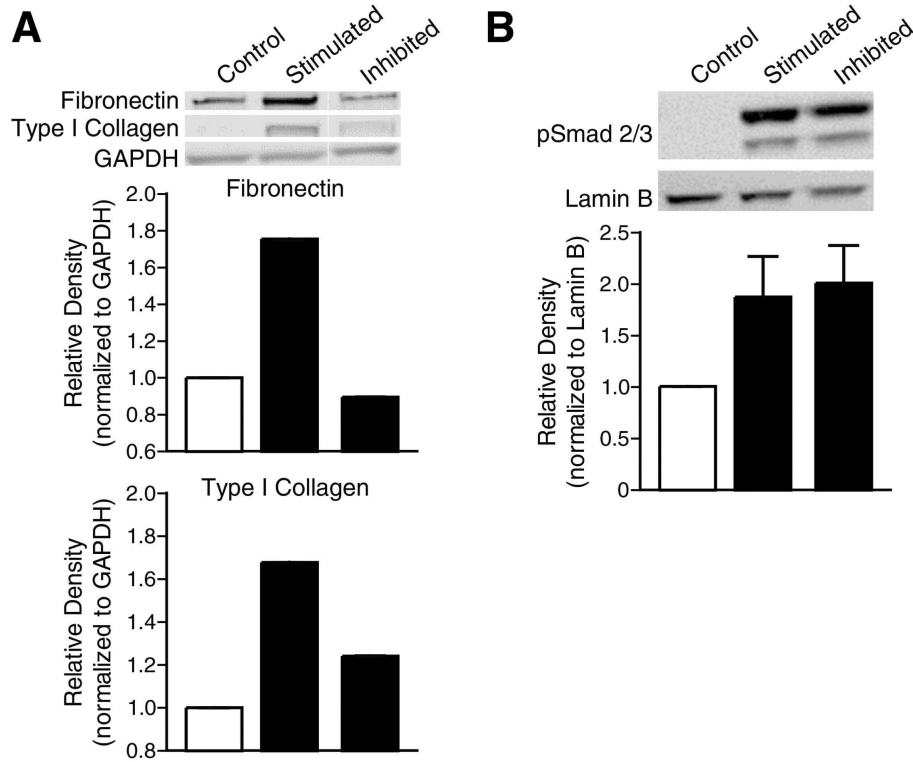 A
Control
Stimulated
Inhibited
Fibronectin
Type I Collagen
GAPDH
Fibronectin
Relative Density
(normalized to GAPDH)
2.0
1.8
1.6
1.4
1.2
1.0
0.8
0.6
Type I Collagen
Relative Density
(normalized to GAPDH)
2.0
1.8
1.6
1.4
1.2
1.0
0.8
B
Control
Stimulated
Inhibited
pSmad 2/3
Lamin B
Relative Density
(normalized to Lamin B)
2.5
2.0
1.5
1.0
0.5
0